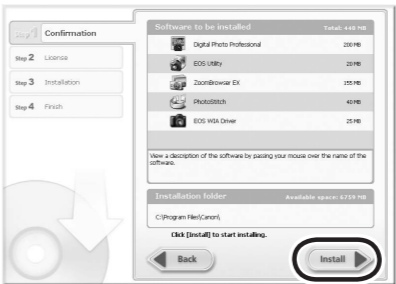 Step 1 Confirmation
Step 2 License
Step 3 Installation
Step 4 Finish
Software to be installed Total: 440 MB
Digital Photo Professional 200 MB
EOS Utility 20 MB
ZoomBrowser EX 155 MB
PhotoStitch 40 MB
EOS WIA Driver 25 MB
View a description of the software by passing your mouse over the name of the
software.
Installation folder Available space: 6759 MB
C:\Program Files\Canon\
Click [Install] to start installing.
Back Install